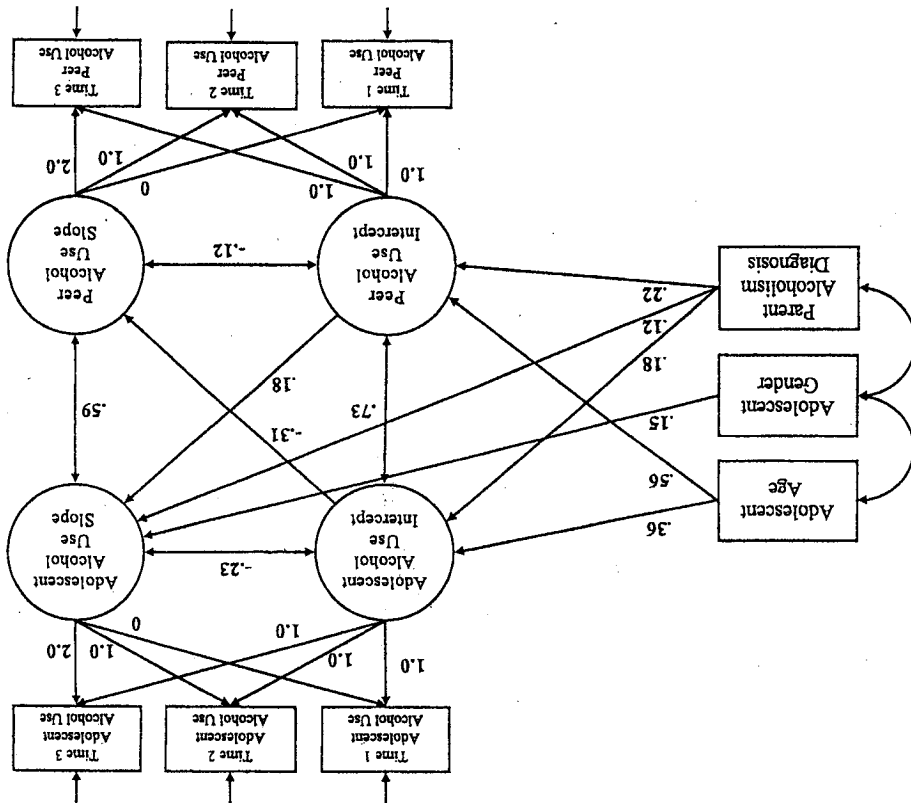 Time 1
Adolescent
Alcohol Use
Time 2
Adolescent
Alcohol Use
Time 3
Adolescent
Alcohol Use
1.0
1.0
1.0
0
1.0
2.0
Adolescent
Age
.36
.56
Adolescent
Alcohol
Use
Intercept
-.23
Adolescent
Alcohol
Use
Slope
Adolescent
Gender
.15
.18
.12
.22
.73
-.31
.18
.59
Parent
Alcoholism
Diagnosis
Peer
Alcohol
Use
Intercept
-.12
Peer
Alcohol
Use
Slope
1.0
1.0
1.0
0
1.0
2.0
Time 1
Peer
Alcohol Use
Time 2
Peer
Alcohol Use
Time 3
Peer
Alcohol Use